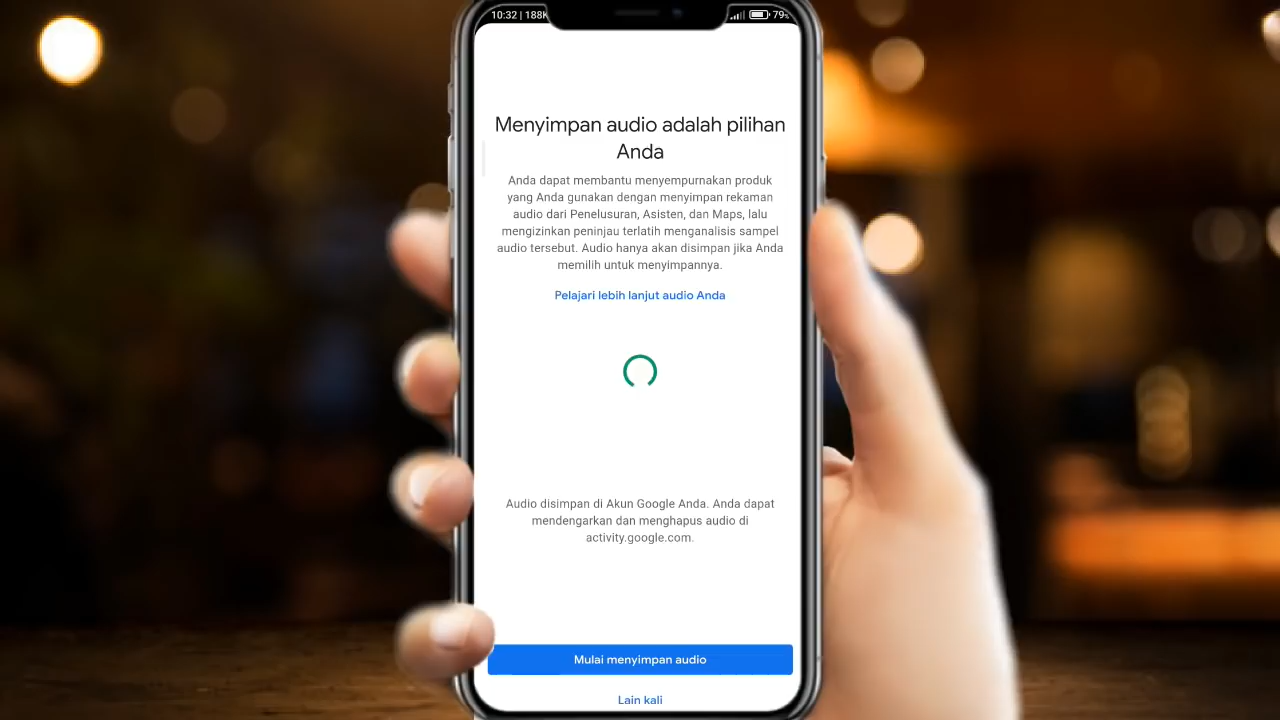 10:32 | 188K
79%
Menyimpan audio adalah pilihan
Anda
Anda dapat membantu menyempurnakan produk
yang Anda gunakan dengan menyimpan rekaman
audio dari Penelusuran, Asisten, dan Maps, lalu
mengizinkan peninjau terlatih menganalisis sampel
audio tersebut. Audio hanya akan disimpan jika Anda
memilih untuk menyimpannya.
Pelajari lebih lanjut audio Anda
Audio disimpan di Akun Google Anda. Anda dapat
mendengarkan dan menghapus audio di
activity.google.com.
Mulai menyimpan audio
Lain kali